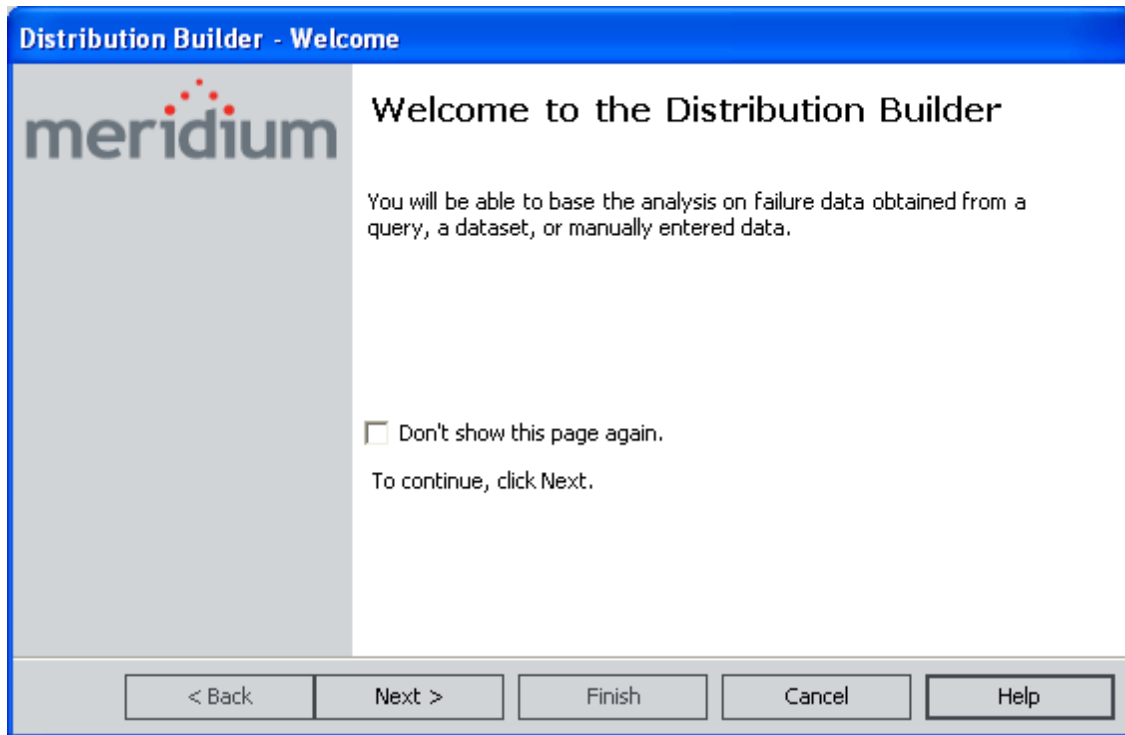 Distribution Builder - Welcome
meridium
Welcome to the Distribution Builder
You will be able to base the analysis on failure data obtained from a
query, a dataset, or manually entered data.
Don't show this page again.
To continue, click Next.
< Back
Next >
Finish
Cancel
Help